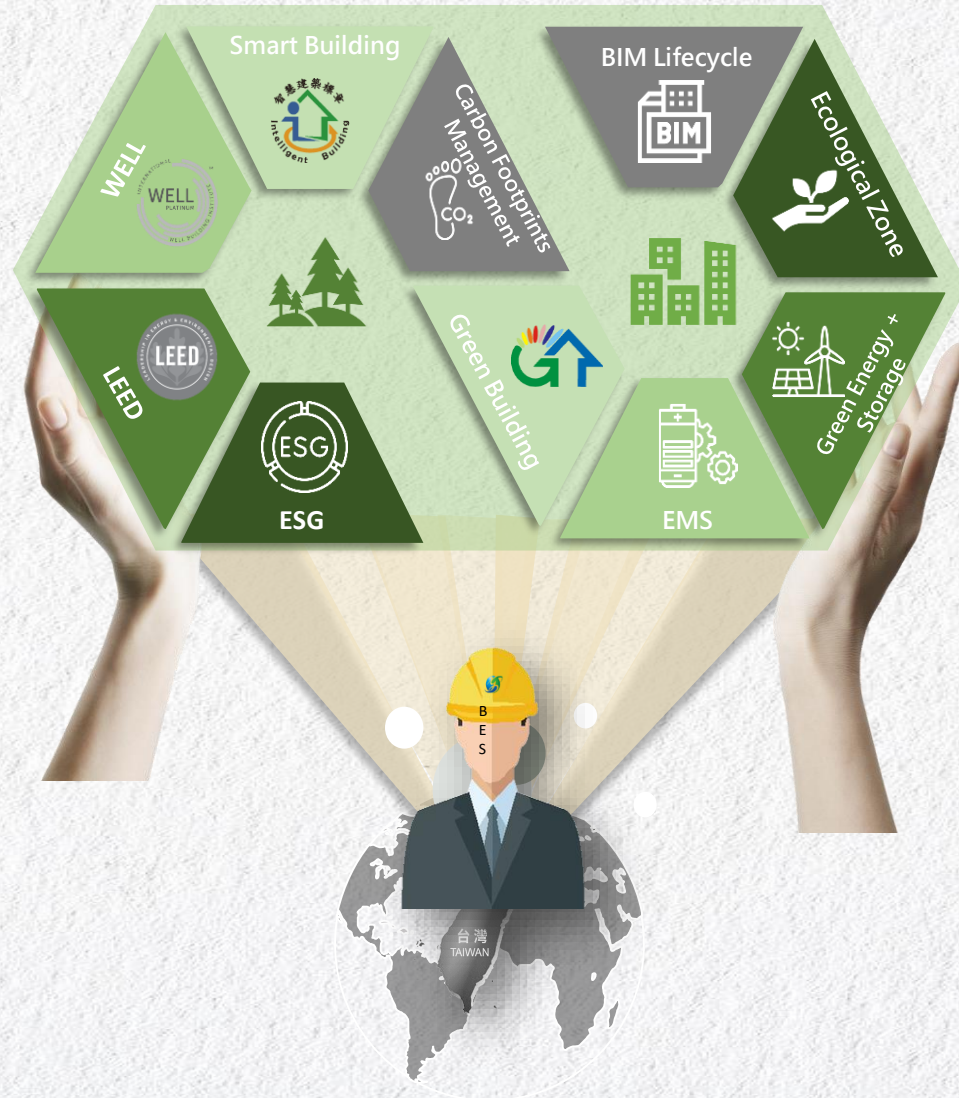 Smart Building
智慧建築標章
Intelligent Building
BIM Lifecycle
BIM
WELL
WELL
PLATINUM
Carbon Footprints
Management
CO₂
Ecological Zone
LEED
LEED
Green Building
Green Energy +
Storage
ESG
ESG
EMS
B
E
S
台灣
TAIWAN